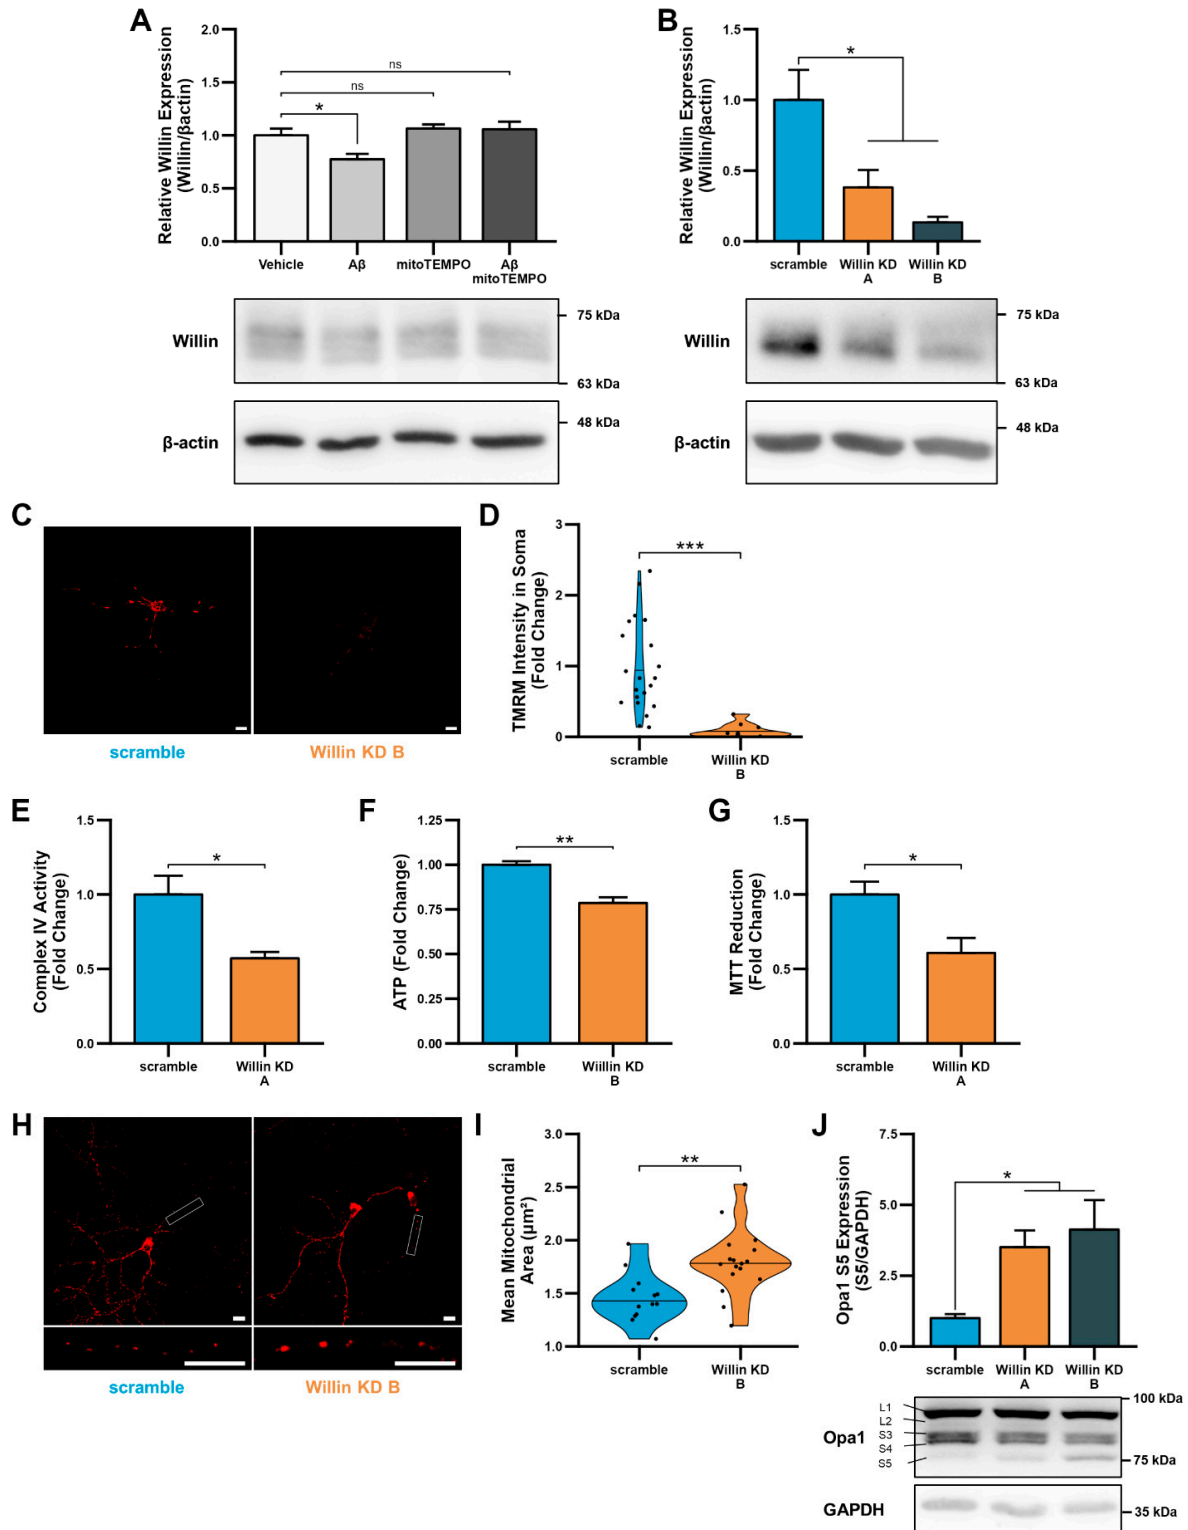 A
Relative Willin Expression
(Willin/βactin)
2.0
1.5
1.0
0.5
0.0
ns
ns
*
Vehicle
Aβ
mitoTEMPO
Aβ
mitoTEMPO
Willin
75 kDa
63 kDa
β-actin
48 kDa
B
Relative Willin Expression
(Willin/βactin)
1.5
1.0
0.5
0.0
*
scramble
Willin KD
A
Willin KD
B
Willin
75 kDa
63 kDa
β-actin
48 kDa
C
scramble
Willin KD B
D
TMRM Intensity in Soma
(Fold Change)
3
2
1
0
***
scramble
Willin KD
B
E
Complex IV Activity
(Fold Change)
1.5
1.0
0.5
0.0
*
scramble
Willin KD
A
F
ATP (Fold Change)
1.25
1.00
0.75
0.50
0.25
0.00
**
scramble
Wiillin KD
B
G
MTT Reduction
(Fold Change)
1.5
1.0
0.5
0.0
*
scramble
Willin KD
A
H
scramble
Willin KD B
I
Mean Mitochondrial
Area (µm²)
3.0
2.5
2.0
1.5
1.0
**
scramble
Willin KD
B
J
Opa1 S5 Expression
(S5/GAPDH)
7.5
5.0
2.5
0.0
*
scramble
Willin KD
A
Willin KD
B
Opa1
L1
L2
S3
S4
S5
100 kDa
75 kDa
GAPDH
35 kDa